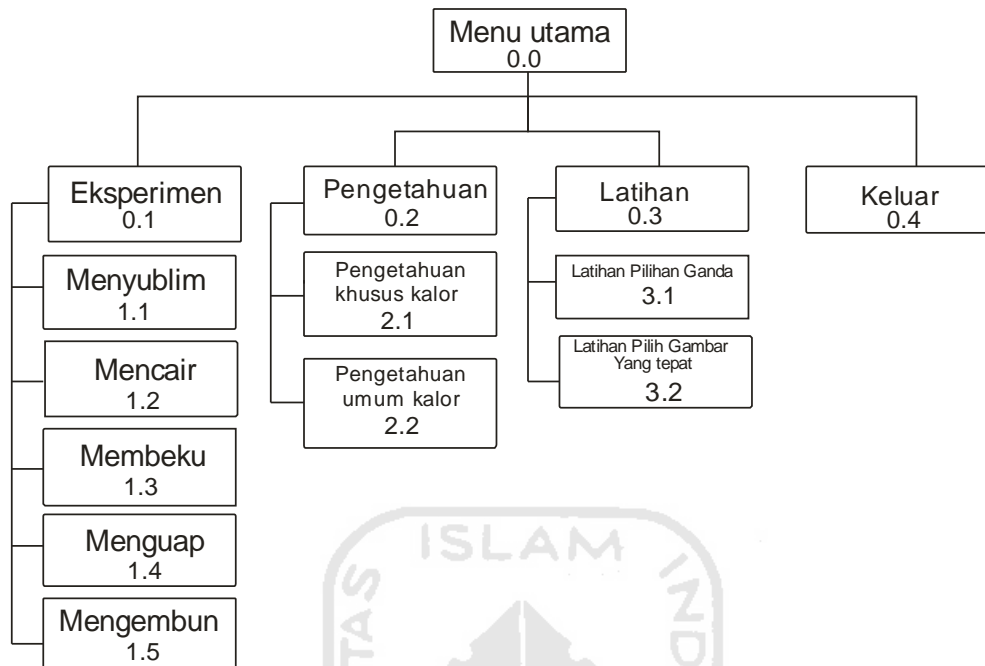 Menu utama
0.0
Eksperimen
0.1
Menyublim
1.1
Mencair
1.2
Membeku
1.3
Menguap
1.4
Mengembun
1.5
Pengetahuan
0.2
Pengetahuan
khusus kalor
2.1
Pengetahuan
umum kalor
2.2
Latihan
0.3
Latihan Pilihan Ganda
3.1
Latihan Pilih Gambar
Yang tepat
3.2
Keluar
0.4
ISLAM
TAS
IND